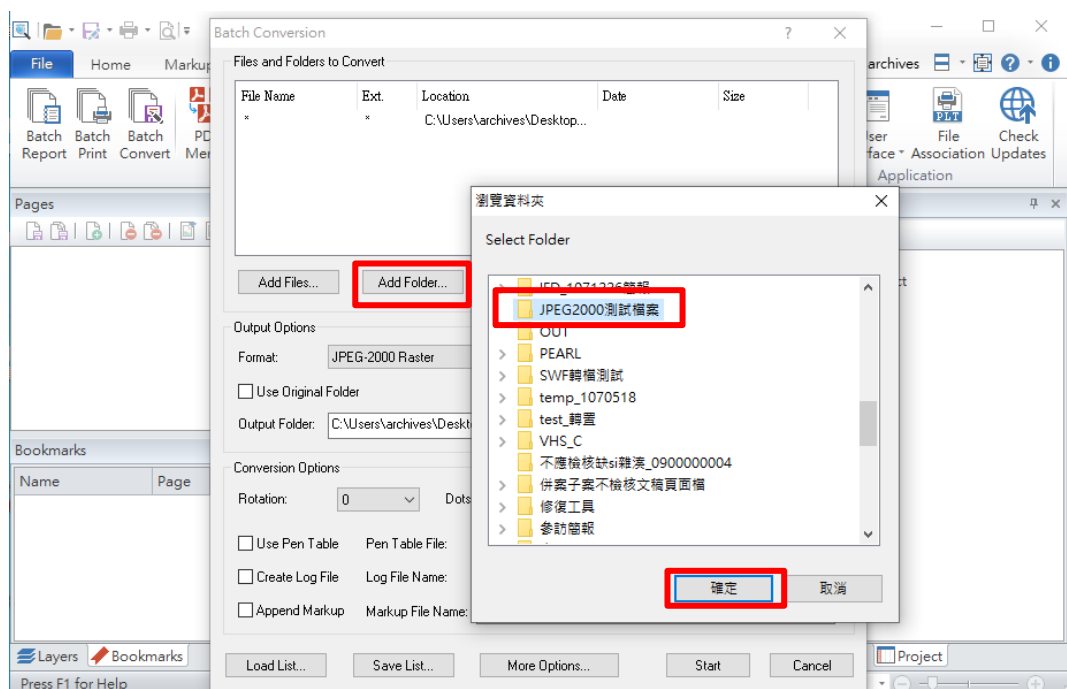 Batch Conversion
File
Home
Markup
archives
Files and Folders to Convert
File Name Ext. Location Date Size
* * C:\Users\archives\Desktop...
Batch Report
Batch Print
Batch Convert
File Association
Check Updates
Application
Pages
瀏覽資料夾
Select Folder
Add Files...
Add Folder...
JPEG2000測試檔案
OUT
PEARL
SWF轉檔測試
temp_1070518
test_轉置
VHS_C
不應檢核缺si雜湊_0900000004
併案子案不檢核文稿頁面檔
修復工具
參訪簡報
確定
取消
Output Options
Format: JPEG-2000 Raster
Use Original Folder
Output Folder: C:\Users\archives\Deskt
Bookmarks
Name Page
Conversion Options
Rotation: 0 Dots
Use Pen Table Pen Table File:
Create Log File Log File Name:
Append Markup Markup File Name:
Load List...
Save List...
More Options...
Start
Cancel
Layers
Bookmarks
Project
Press F1 for Help